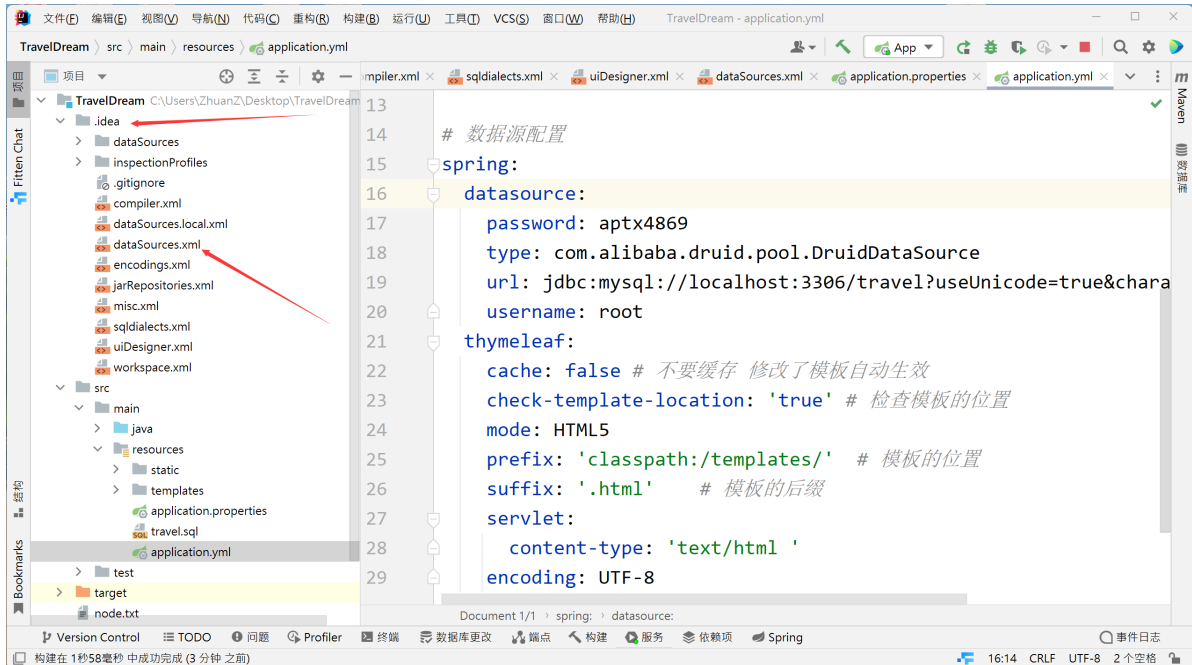 文件(F) 编辑(E) 视图(V) 导航(N) 代码(C) 重构(R) 构建(B) 运行(U) 工具(T) VCS(S) 窗口(W) 帮助(H) TravelDream - application.yml
TravelDream src main resources application.yml App
项目 mpiler.xml sqldialects.xml uiDesigner.xml dataSources.xml application.properties application.yml
项目
Fitten Chat
结构
Bookmarks
TravelDream C:\Users\ZhuanZ\Desktop\TravelDream
.idea
dataSources
inspectionProfiles
.gitignore
compiler.xml
dataSources.local.xml
dataSources.xml
encodings.xml
jarRepositories.xml
misc.xml
sqldialects.xml
uiDesigner.xml
workspace.xml
src
main
java
resources
static
templates
application.properties
travel.sql
application.yml
test
target
node.txt
13
14 # 数据源配置
15 spring:
16 datasource:
17 password: aptx4869
18 type: com.alibaba.druid.pool.DruidDataSource
19 url: jdbc:mysql://localhost:3306/travel?useUnicode=true&chara
20 username: root
21 thymeleaf:
22 cache: false # 不要缓存 修改了模板自动生效
23 check-template-location: 'true' # 检查模板的位置
24 mode: HTML5
25 prefix: 'classpath:/templates/' # 模板的位置
26 suffix: '.html' # 模板的后缀
27 servlet:
28 content-type: 'text/html '
29 encoding: UTF-8
Maven
数据库
Document 1/1 spring: datasource:
Version Control TODO 问题 Profiler 终端 数据库更改 端点 构建 服务 依赖项 Spring 事件日志
构建在 1秒58毫秒 中成功完成 (3 分钟 之前) 16:14 CRLF UTF-8 2 个空格